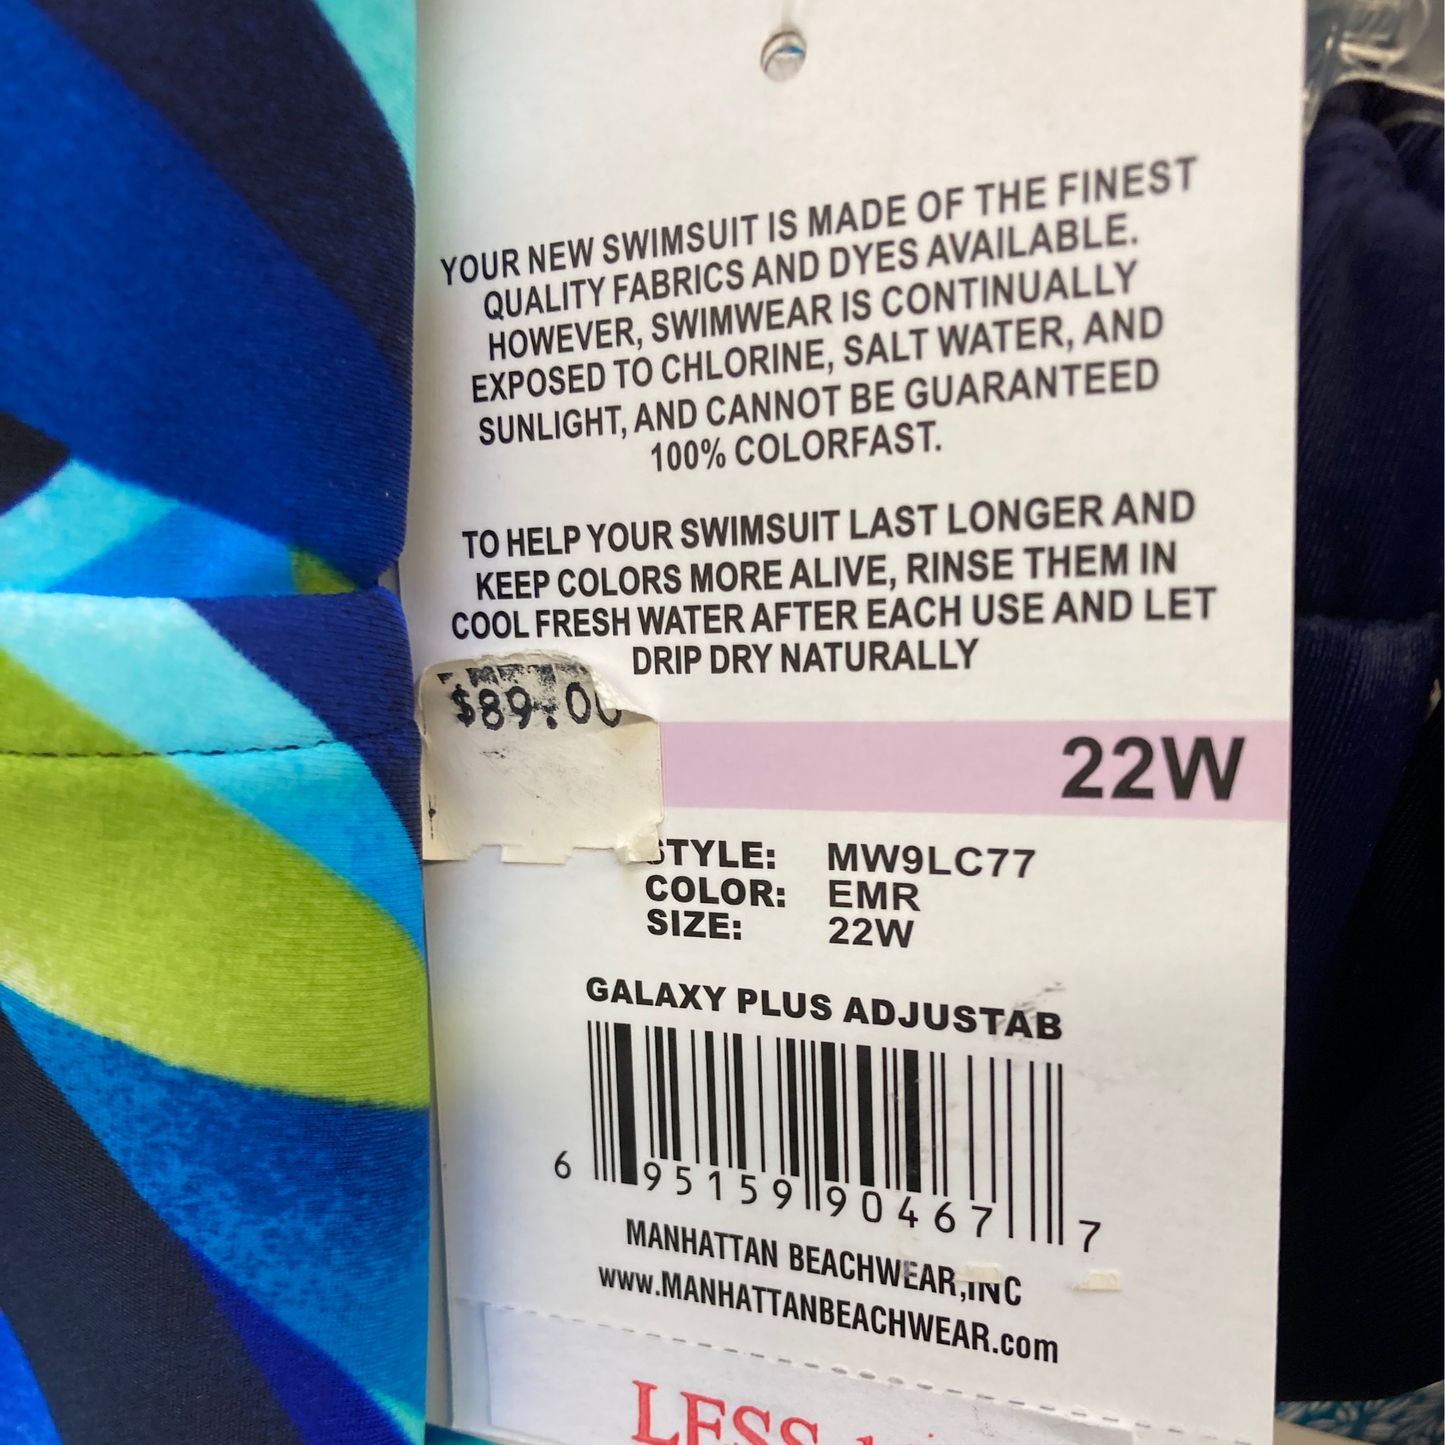 YOUR NEW SWIMSUIT IS MADE OF THE FINEST
QUALITY FABRICS AND DYES AVAILABLE.
HOWEVER, SWIMWEAR IS CONTINUALLY
EXPOSED TO CHLORINE, SALT WATER, AND
SUNLIGHT, AND CANNOT BE GUARANTEED
100% COLORFAST.
TO HELP YOUR SWIMSUIT LAST LONGER AND
KEEP COLORS MORE ALIVE, RINSE THEM IN
COOL FRESH WATER AFTER EACH USE AND LET
DRIP DRY NATURALLY
$89.00
22W
STYLE: MW9LC77
COLOR: EMR
SIZE: 22W
GALAXY PLUS ADJUSTAB
6 95159 90467 7
MANHATTAN BEACHWEAR,INC
www.MANHATTANBEACHWEAR.com
LESS